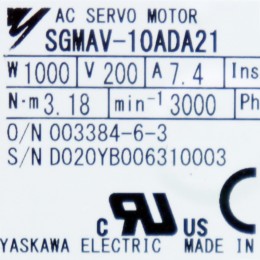 AC SERVO MOTOR
SGMAV-10ADA21
W 1000 V 200 A 7.4 Ins
N·m 3.18 min⁻¹ 3000 Ph
O/N 003384-6-3
S/N D020YB006310003
C RU US C
YASKAWA ELECTRIC MADE IN